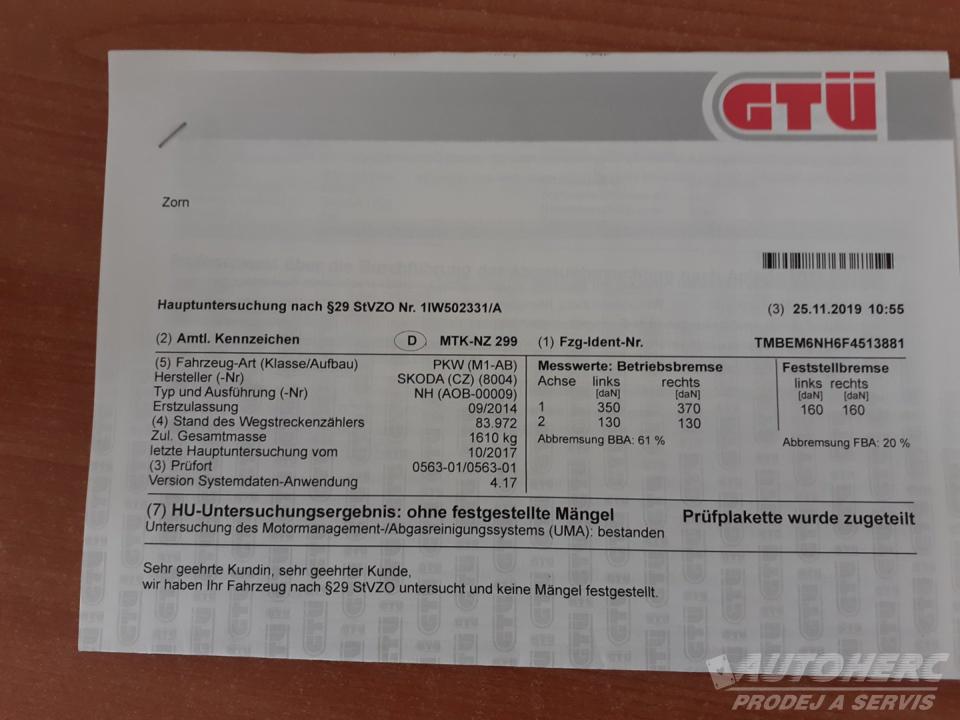 GTÜ
Zorn
Hauptuntersuchung nach §29 StVZO Nr. 1IW502331/A (3) 25.11.2019 10:55
(2) Amtl. Kennzeichen D MTK-NZ 299 (1) Fzg-Ident-Nr. TMBEM6NH6F4513881
(5) Fahrzeug-Art (Klasse/Aufbau) PKW (M1-AB)
Hersteller (-Nr) SKODA (CZ) (8004)
Typ und Ausführung (-Nr) NH (AOB-00009)
Erstzulassung 09/2014
(4) Stand des Wegstreckenzählers 83.972
Zul. Gesamtmasse 1610 kg
letzte Hauptuntersuchung vom 10/2017
(3) Prüfort 0563-01/0563-01
Version Systemdaten-Anwendung 4.17
Messwerte: Betriebsbremse
Achse links rechts
[daN] [daN]
1 350 370
2 130 130
Abbremsung BBA: 61 %
Feststellbremse
links rechts
[daN] [daN]
160 160
Abbremsung FBA: 20 %
(7) HU-Untersuchungsergebnis: ohne festgestellte Mängel Prüfplakette wurde zugeteilt
Untersuchung des Motormanagement-/Abgasreinigungssystems (UMA): bestanden
Sehr geehrte Kundin, sehr geehrter Kunde,
wir haben Ihr Fahrzeug nach §29 StVZO untersucht und keine Mängel festgestellt.
AUTOHERC
PRODEJ A SERVIS